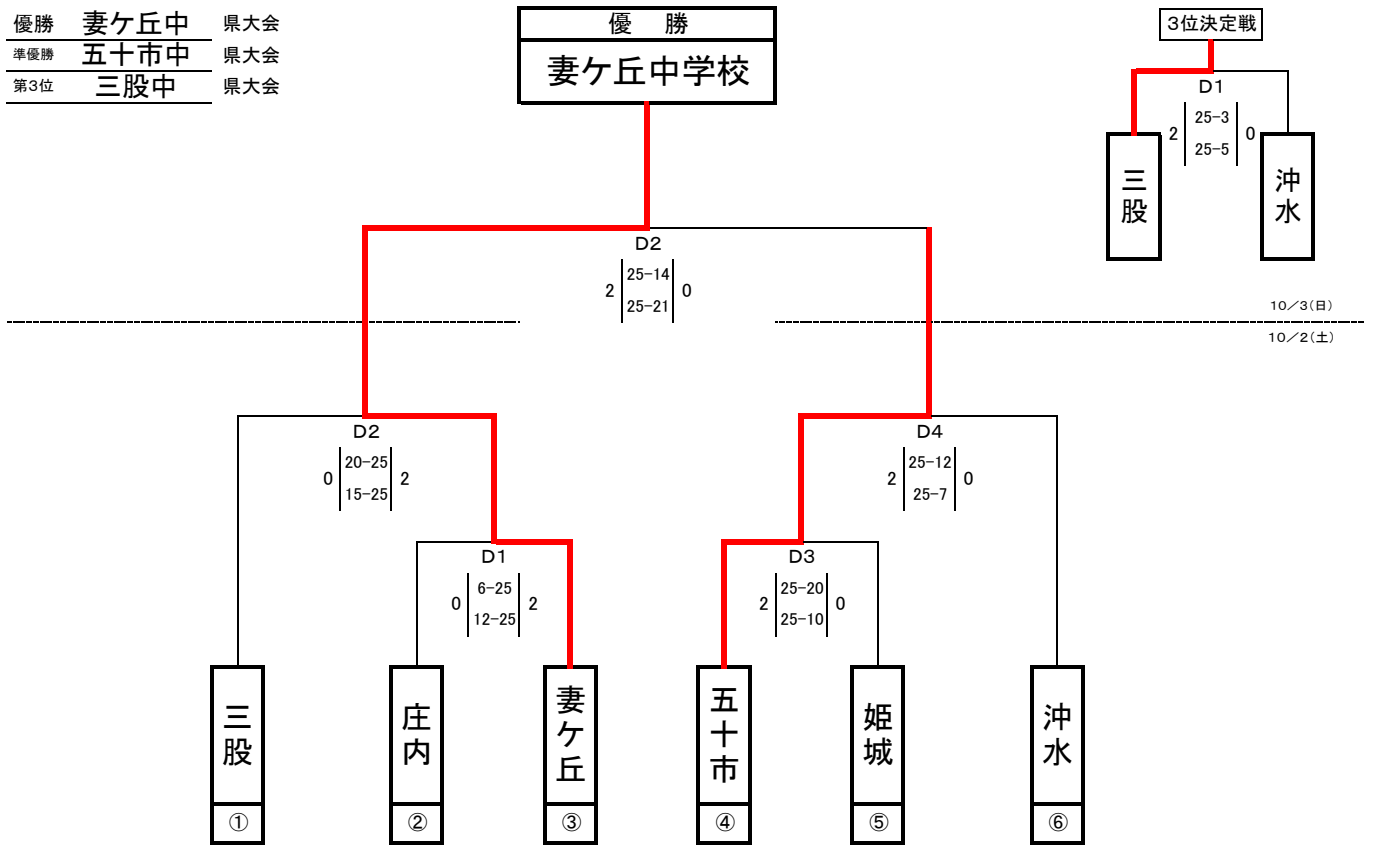 優勝 妻ケ丘中 県大会
準優勝 五十市中 県大会
第3位 三股中 県大会
優　勝
妻ケ丘中学校
3位決定戦
D1
2 25-3 0
25-5
三股
沖水
D2
2 25-14 0
25-21
10／3(日)
10／2(土)
D2
0 20-25 2
15-25
D4
2 25-12 0
25-7
D1
0 6-25 2
12-25
D3
2 25-20 0
25-10
三股
庄内
妻ケ丘
五十市
姫城
沖水
① ② ③ ④ ⑤ ⑥